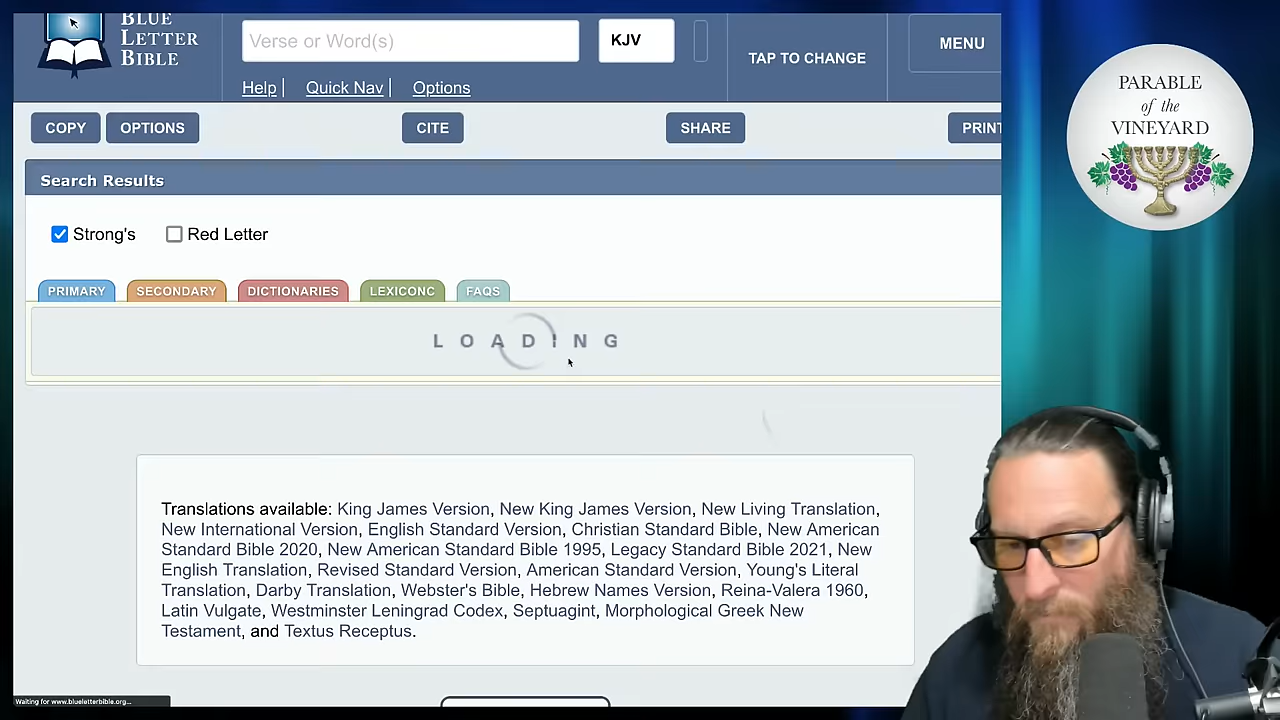 BLUE
LETTER
BIBLE
Verse or Word(s)
KJV
TAP TO CHANGE
MENU
Help
Quick Nav
Options
COPY
OPTIONS
CITE
SHARE
PRINT
Search Results
Strong's
Red Letter
PRIMARY
SECONDARY
DICTIONARIES
LEXICONC
FAQS
LOADING
Translations available: King James Version, New King James Version, New Living Translation,
New International Version, English Standard Version, Christian Standard Bible, New American
Standard Bible 2020, New American Standard Bible 1995, Legacy Standard Bible 2021, New
English Translation, Revised Standard Version, American Standard Version, Young's Literal
Translation, Darby Translation, Webster's Bible, Hebrew Names Version, Reina-Valera 1960,
Latin Vulgate, Westminster Leningrad Codex, Septuagint, Morphological Greek New
Testament, and Textus Receptus.
Waiting for www.blueletterbible.org...
PARABLE
of the
VINEYARD